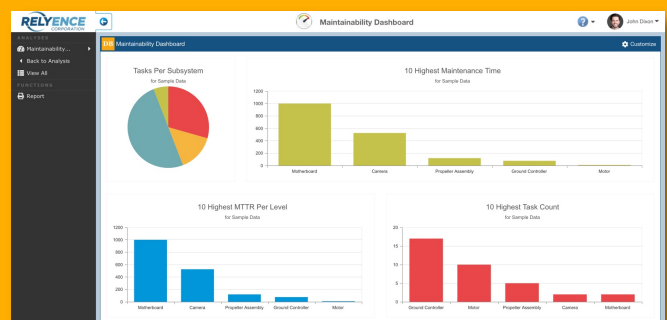 RELYENCE
CORPORATION
Maintainability Dashboard
?
John Dixon
ANALYSES
Maintainability...
Back to Analysis
View All
FUNCTIONS
Report
DB Maintainability Dashboard
Customize
Tasks Per Subsystem
for Sample Data
10 Highest Maintenance Time
for Sample Data
1200
1000
800
600
400
200
0
Motherboard Camera Propeller Assembly Ground Controller Motor
10 Highest MTTR Per Level
for Sample Data
1200
1000
800
600
400
200
0
Motherboard Camera Propeller Assembly Ground Controller Motor
10 Highest Task Count
for Sample Data
20
15
10
5
0
Ground Controller Motor Propeller Assembly Camera Motherboard